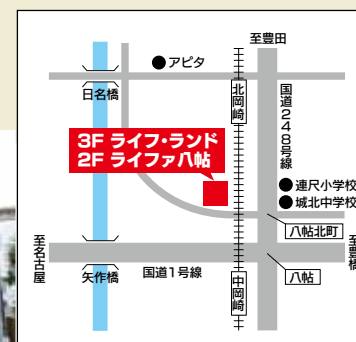 至豊田
アピタ
日名橋
北岡崎
国道248号線
3F ライフ・ランド
2F ライファ八帖
連尺小学校
城北中学校
八帖北町
至名古屋
矢作橋
国道1号線
中岡崎
八帖
至豊橋